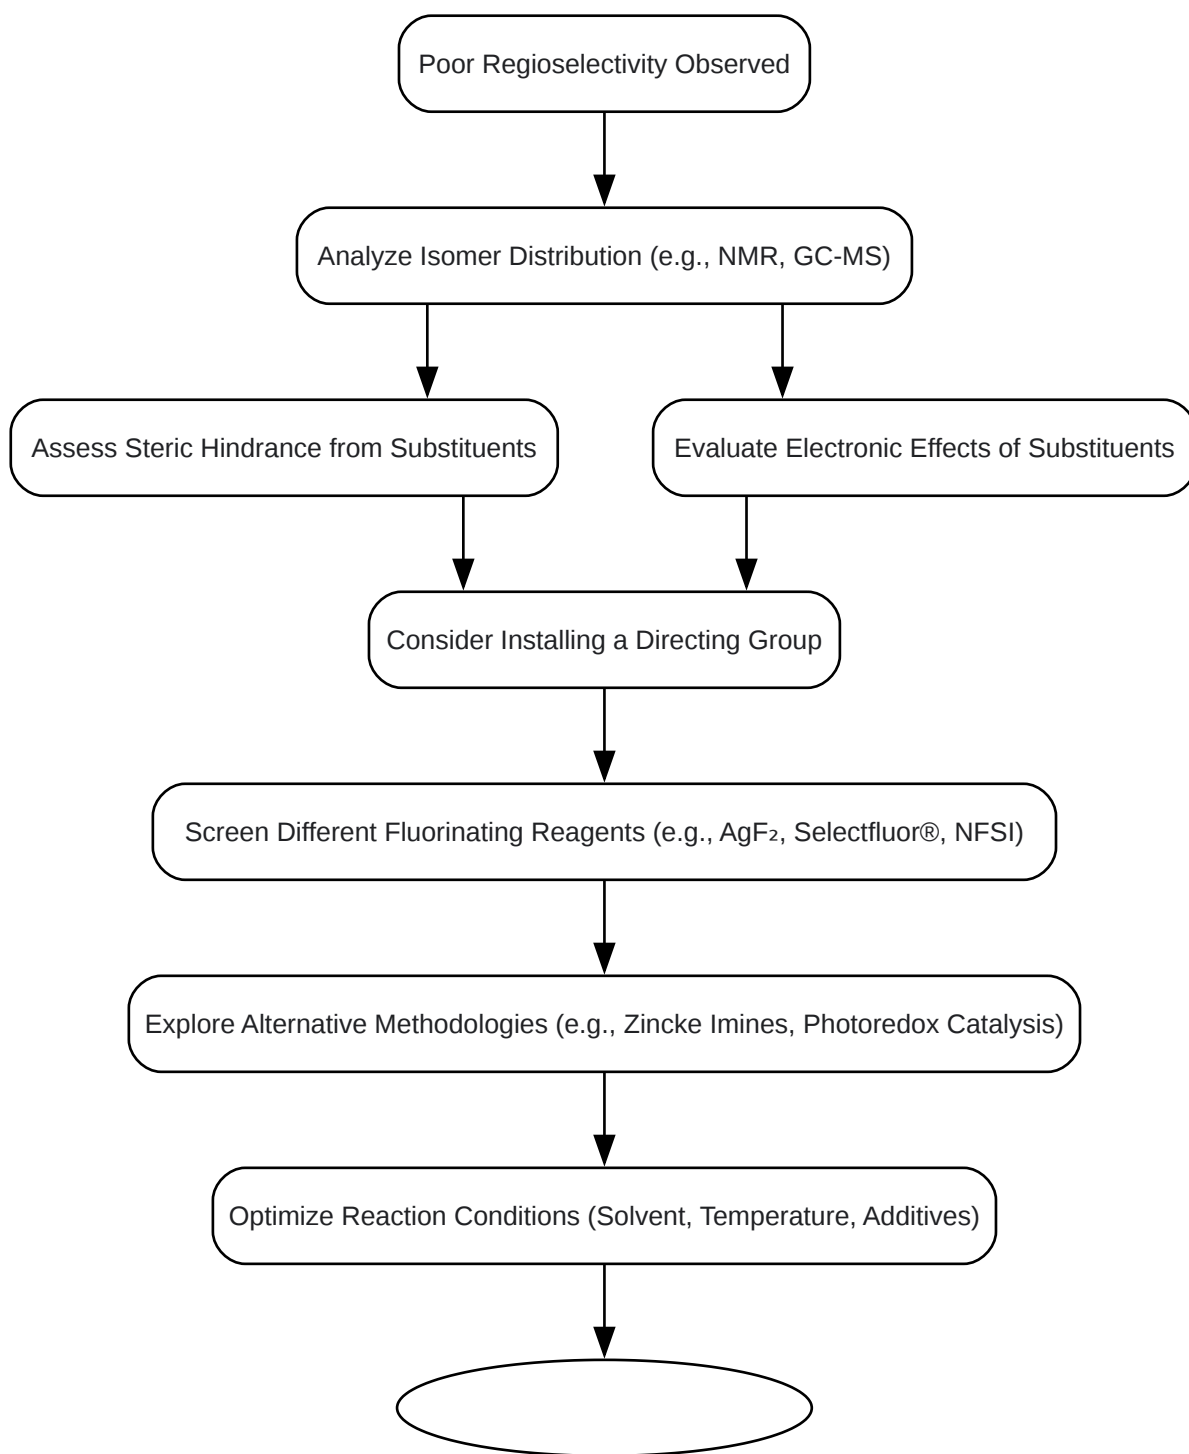 Poor Regioselectivity Observed
Analyze Isomer Distribution (e.g., NMR, GC-MS)
Assess Steric Hindrance from Substituents
Evaluate Electronic Effects of Substituents
Consider Installing a Directing Group
Screen Different Fluorinating Reagents (e.g., AgF₂, Selectfluor®, NFSI)
Explore Alternative Methodologies (e.g., Zincke Imines, Photoredox Catalysis)
Optimize Reaction Conditions (Solvent, Temperature, Additives)